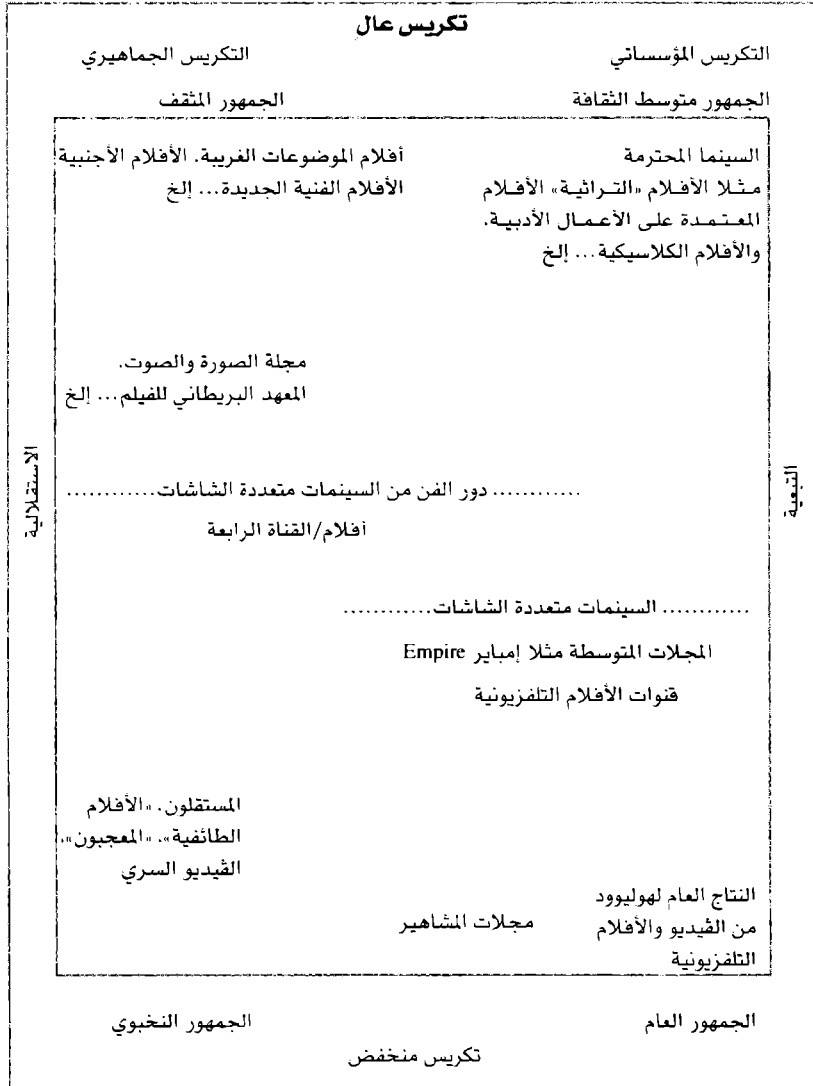 تكريس عال
التكريس المؤسساتي
التكريس الجماهيري
الجمهور متوسط الثقافة
الجمهور المثقف
السينما المحترمة
مثلا الأفلام «التراثية» الأفلام
المعتمدة على الأعمال الأدبية.
والأفلام الكلاسيكية... إلخ
أفلام الموضوعات الغريبة. الأفلام الأجنبية
الأفلام الفنية الجديدة... إلخ
مجلة الصورة والصوت.
المعهد البريطاني للفيلم... إلخ
الاستقلالية
التبعية
............ دور الفن من السينمات متعددة الشاشات............
أفلام/القناة الرابعة
............ السينمات متعددة الشاشات............
المجلات المتوسطة مثلا إمباير Empire
قنوات الأفلام التلفزيونية
المستقلون. «الأفلام
الطائفية». «المعجبون».
الڤيديو السري
النتاج العام لهوليوود
من الڤيديو والأفلام
التلفزيونية
مجلات المشاهير
الجمهور العام
الجمهور النخبوي
تكريس منخفض